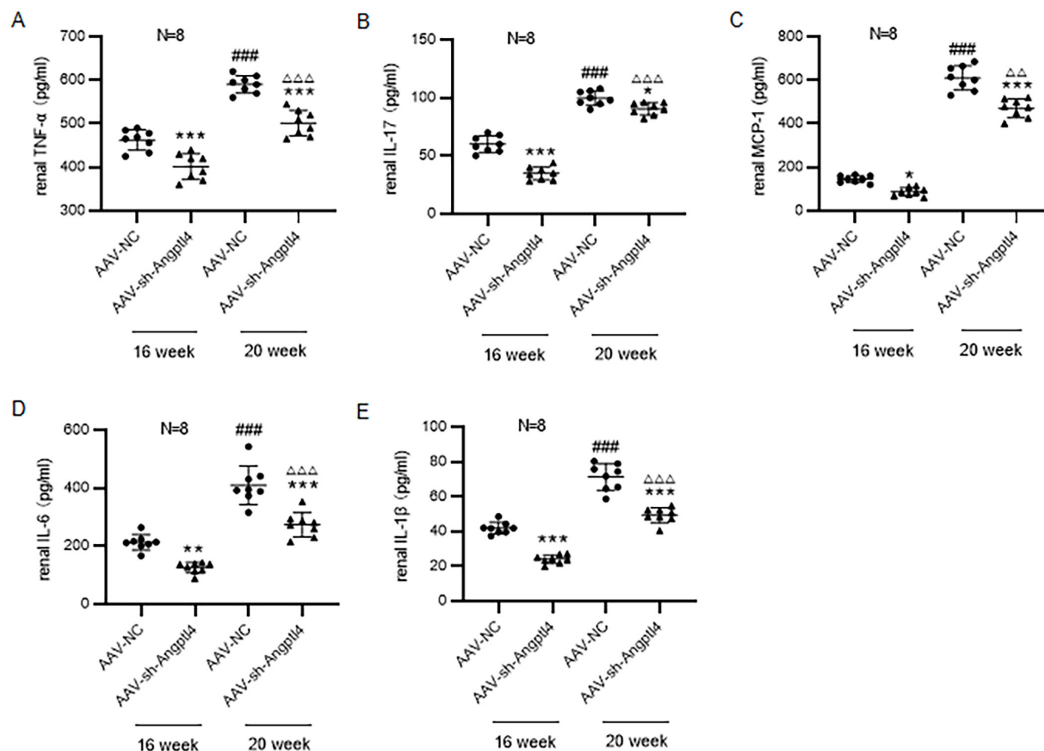 A
N=8
renal TNF-α (pg/ml)
700
600
500
400
300
###
△△△
★★★
★★★
AAV-NC
AAV-sh-Angptl4
AAV-NC
AAV-sh-Angptl4
16 week
20 week
B
N=8
renal IL-17 (pg/ml)
150
100
50
0
###
△△△
★
★★★
AAV-NC
AAV-sh-Angptl4
AAV-NC
AAV-sh-Angptl4
16 week
20 week
C
N=8
renal MCP-1 (pg/ml)
800
600
400
200
0
###
△△
★★★
★
AAV-NC
AAV-sh-Angptl4
AAV-NC
AAV-sh-Angptl4
16 week
20 week
D
N=8
renal IL-6 (pg/ml)
600
400
200
0
###
△△△
★★★
★★
AAV-NC
AAV-sh-Angptl4
AAV-NC
AAV-sh-Angptl4
16 week
20 week
E
N=8
renal IL-1β (pg/ml)
100
80
60
40
20
0
###
△△△
★★★
★★★
AAV-NC
AAV-sh-Angptl4
AAV-NC
AAV-sh-Angptl4
16 week
20 week